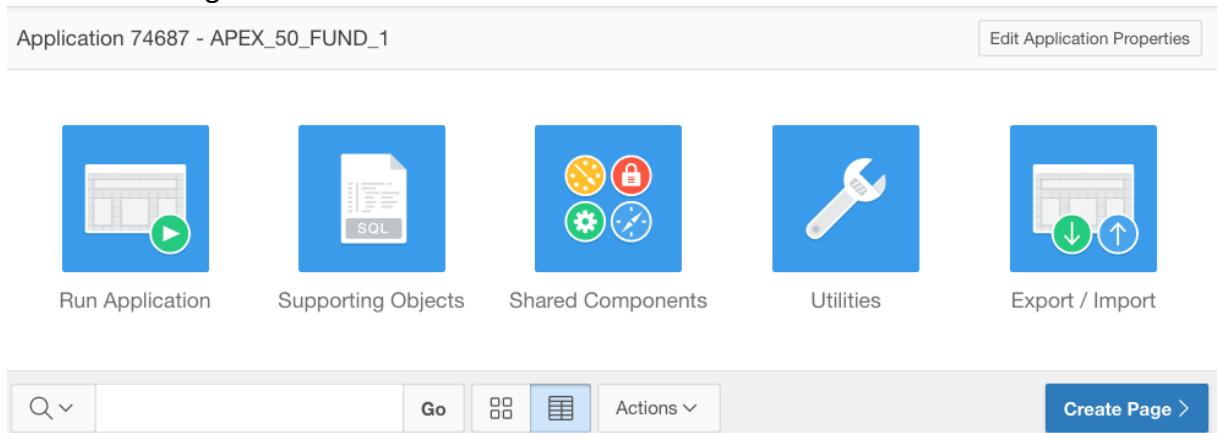 Application 74687 - APEX_50_FUND_1
Edit Application Properties
SQL
Run Application
Supporting Objects
Shared Components
Utilities
Export / Import
Go
Actions
Create Page